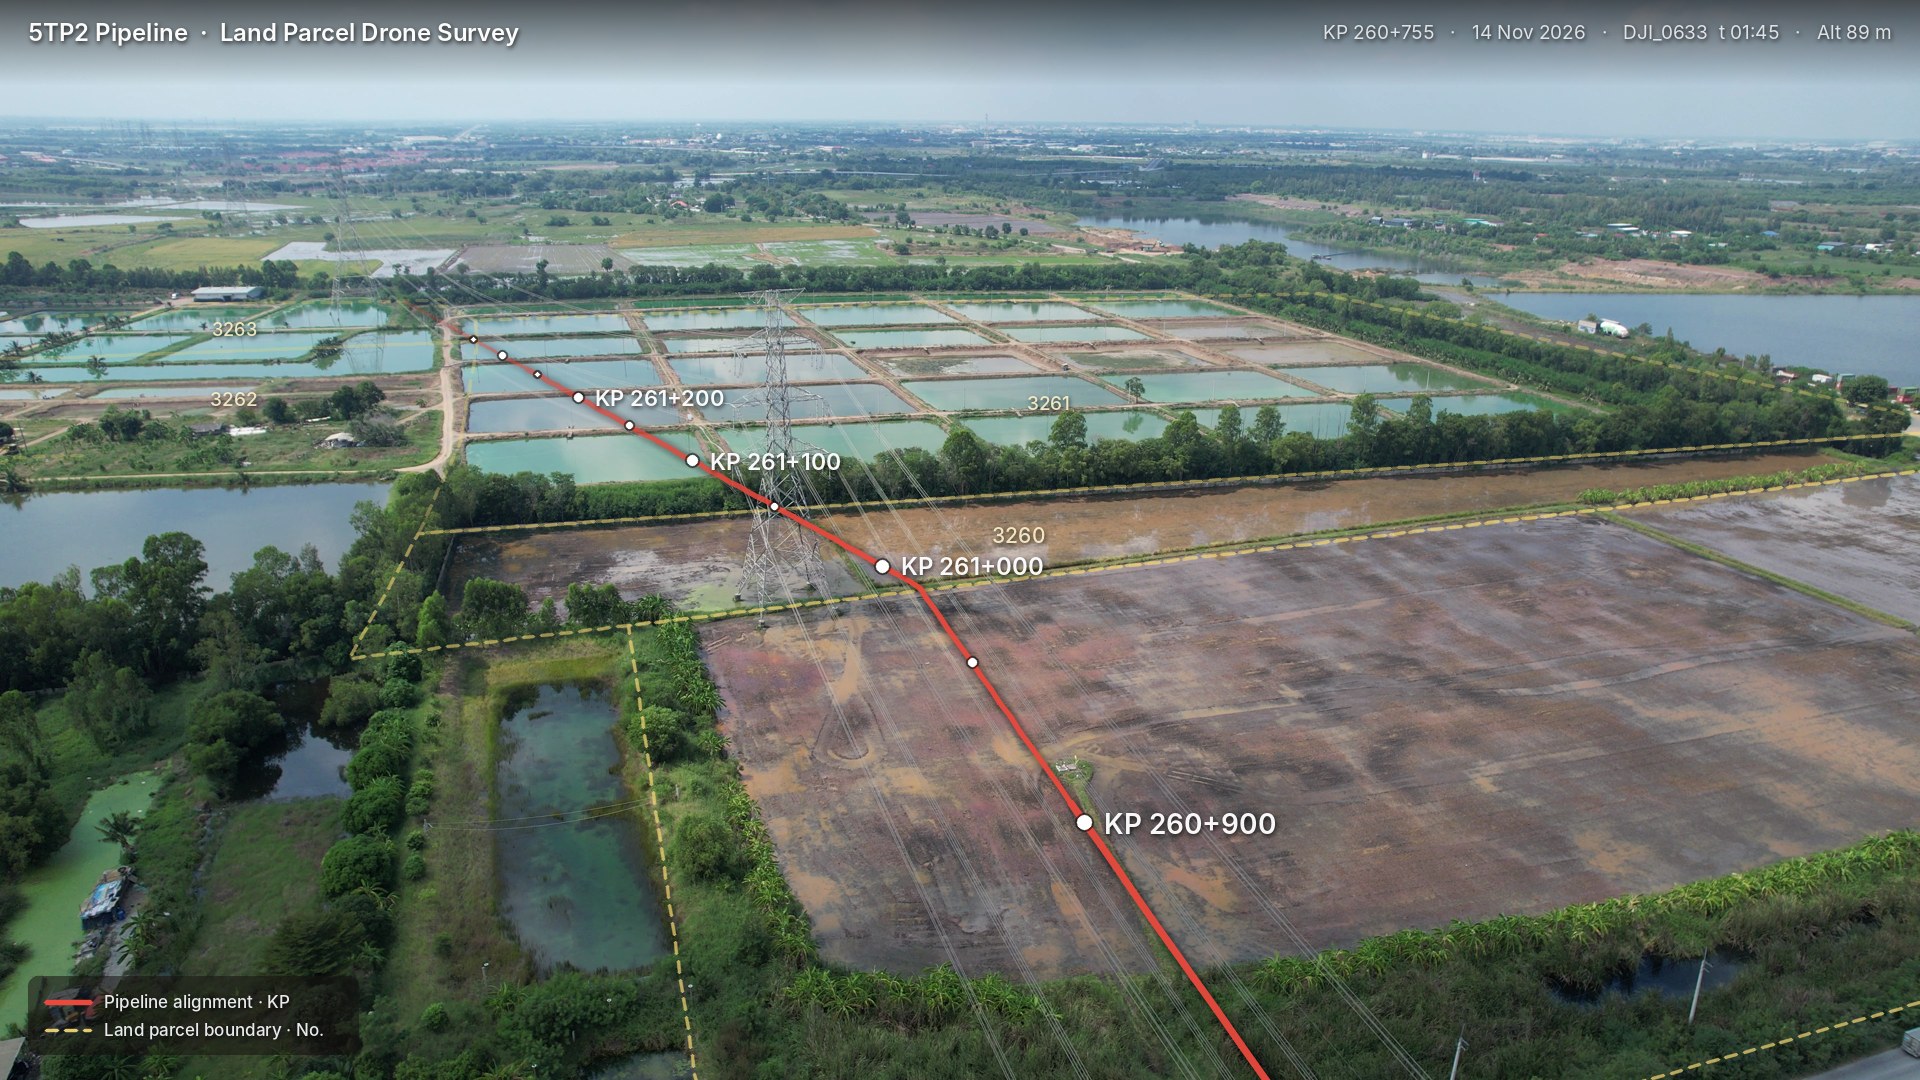 5TP2 Pipeline · Land Parcel Drone Survey
KP 260+755 · 14 Nov 2026 · DJI_0633 t 01:45 · Alt 89 m
3263
3262
KP 261+200
3261
KP 261+100
3260
KP 261+000
KP 260+900
Pipeline alignment · KP
Land parcel boundary · No.